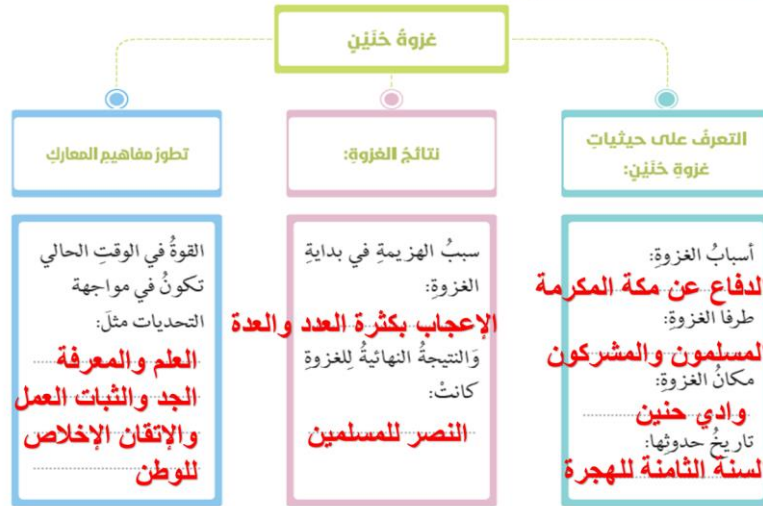 غزوةُ حُنَيْنٍ
التعرفُ على حيثياتِ
غزوةِ حُنَيْنٍ:
أسبابُ الغزوةِ:
لدفاع عن مكة المكرمة
طرفا الغزوةِ:
لمسلمون والمشركون
مكانُ الغزوةِ:
وادي حنين
تاريخُ حدوثِها:
لسنة الثامنة للهجرة
نتائجُ الغزوةِ:
سببُ الهزيمةِ في بدايةِ
الغزوةِ:
الإعجاب بكثرة العدد والعدة
وَالنتيجةُ النهائيةُ لِلغزوةِ
كانتْ:
النصر للمسلمين
تطورُ مفاهيمِ المعاركِ
القوةُ في الوقتِ الحالي
تكونُ في مواجهة
التحديات مثلَ:
العلم والمعرفة
الجد والثبات العمل
والإتقان الإخلاص
للوطن